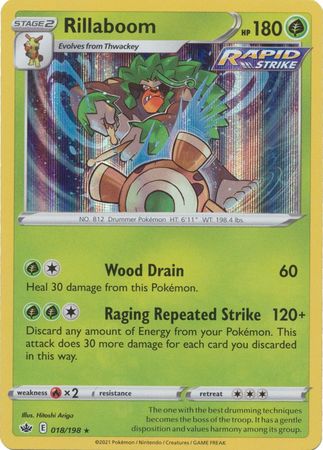 STAGE 2 Rillaboom HP 180
Evolves from Thwackey
RAPID
STRIKE
NO. 812 Drummer Pokémon HT: 6'11" WT: 198.4 lbs.
Wood Drain 60
Heal 30 damage from this Pokémon.
Raging Repeated Strike 120+
Discard any amount of Energy from your Pokémon. This
attack does 30 more damage for each card you discarded
in this way.
weakness ×2 resistance retreat
Illus. Hitoshi Ariga
E 018/198 ★
The one with the best drumming techniques
becomes the boss of the troop. It has a gentle
disposition and values harmony among its group.
©2021 Pokémon / Nintendo / Creatures / GAME FREAK